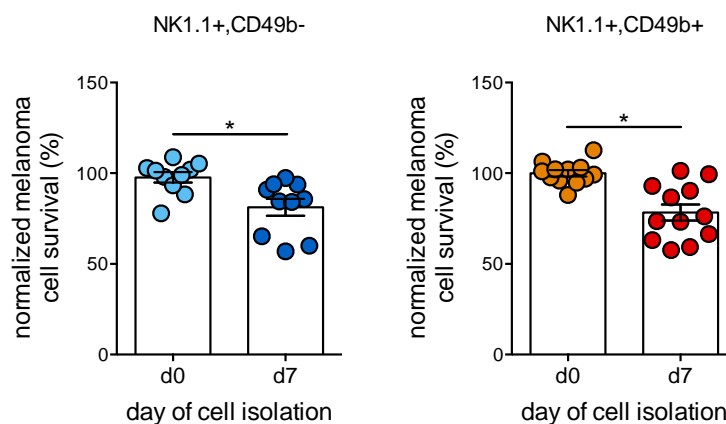 NK1.1+,CD49b-
normalized melanoma
cell survival (%)
150
100
50
0
*
d0
d7
day of cell isolation
NK1.1+,CD49b+
normalized melanoma
cell survival (%)
150
100
50
0
*
d0
d7
day of cell isolation